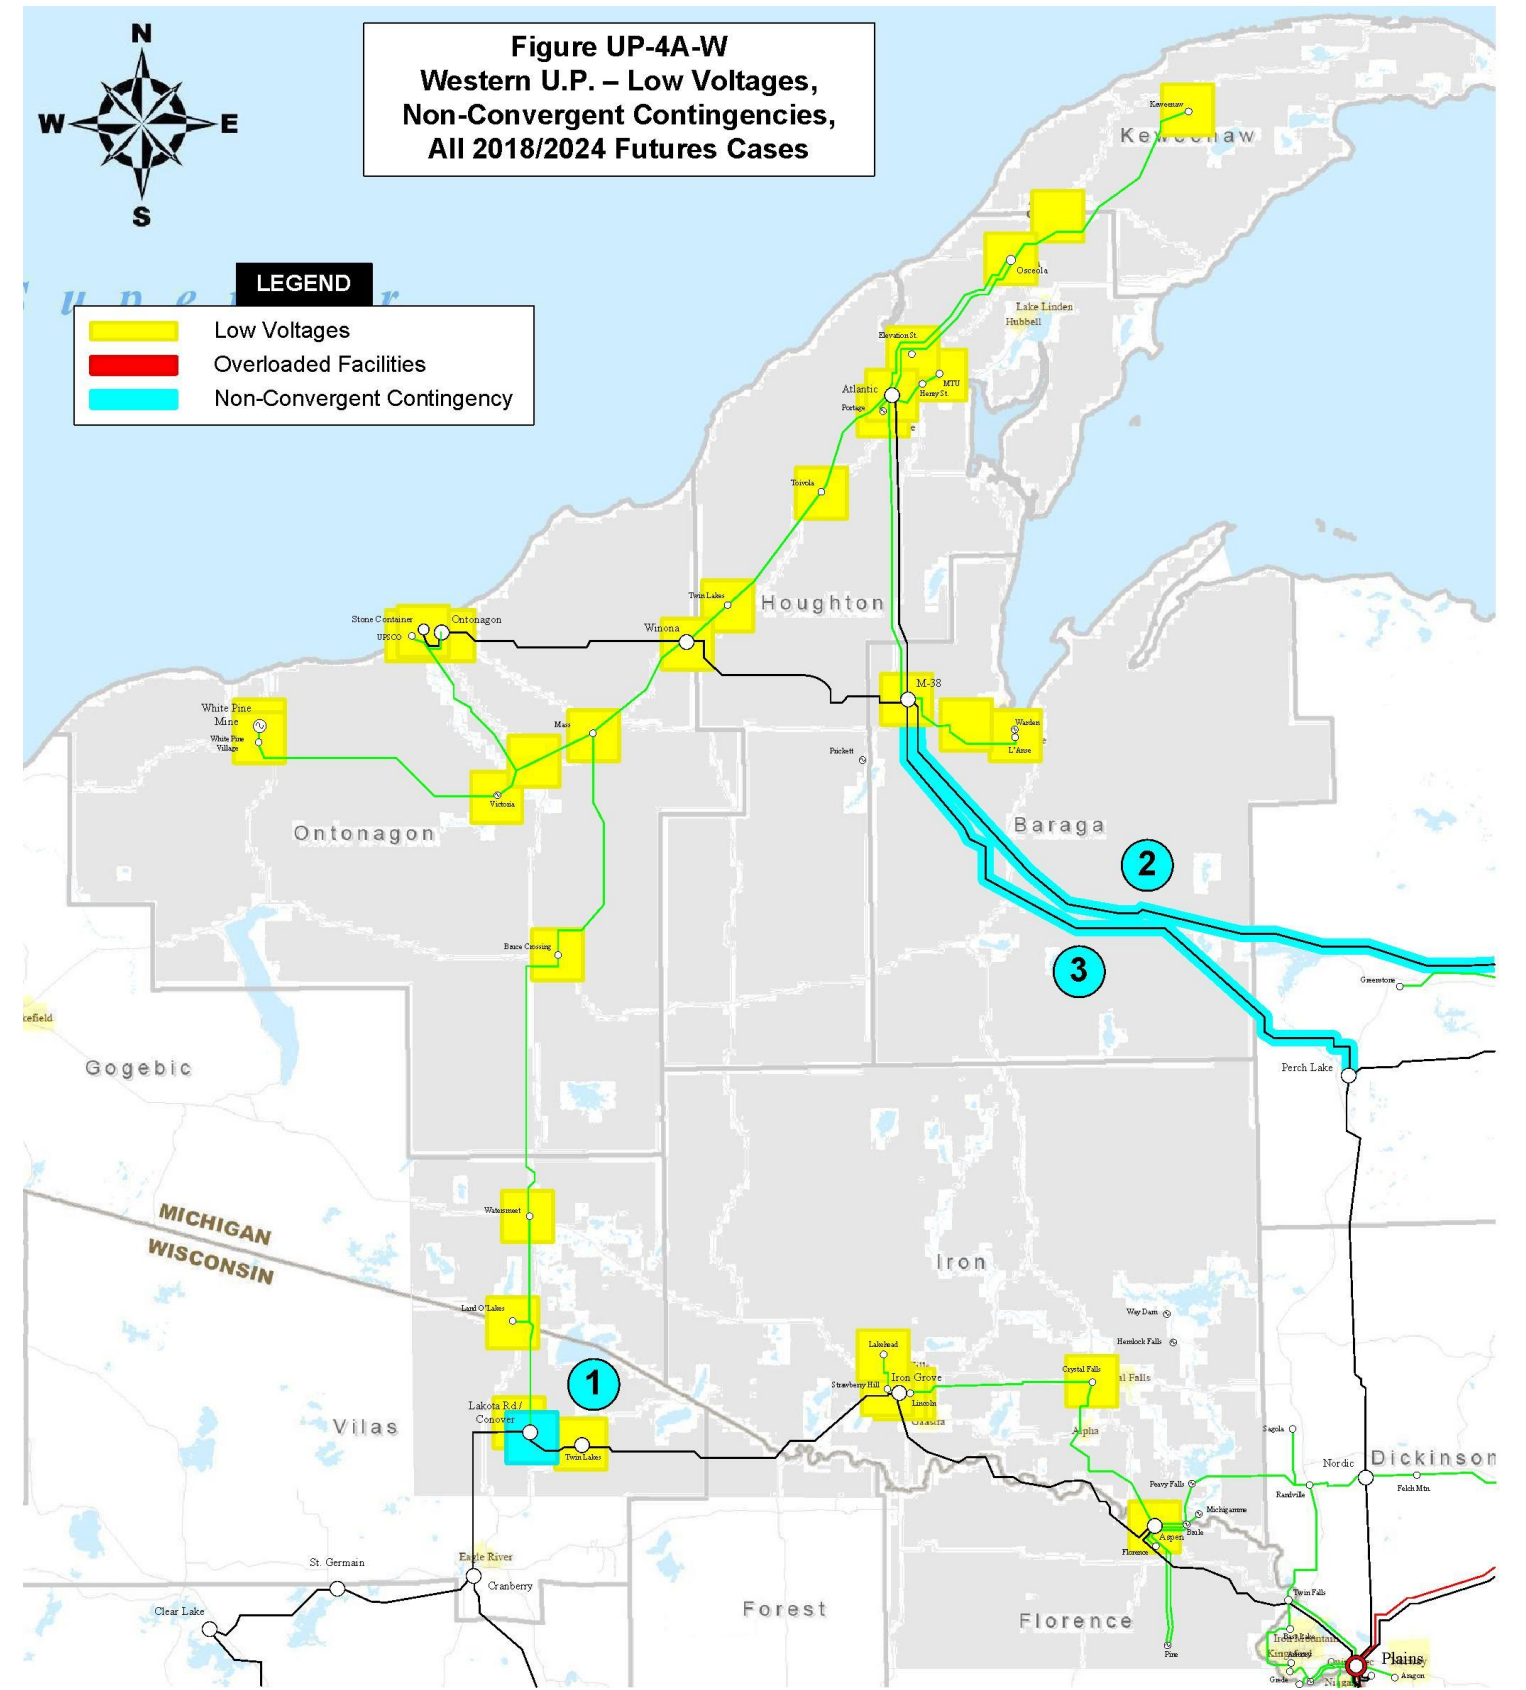 Figure UP-4A-W
Western U.P. – Low Voltages,
Non-Convergent Contingencies,
All 2018/2024 Futures Cases
N
W
E
S
LEGEND
Low Voltages
Overloaded Facilities
Non-Convergent Contingency
Keweenaw
Keweenaw
Osceola
Lake Linden
Hubbell
Elevation St.
MTU
Atlantic
Henry St.
Portage
Toivola
Twin Lakes
Houghton
Stone Container
Ontonagon
UPSCO
Winona
M-38
White Pine
Mine
White Pine
Village
Mass
Warden
L'Anse
Prickett
Victoria
Ontonagon
Baraga
2
Bruce Crossing
3
Greenstone
Gogebic
Perch Lake
MICHIGAN
WISCONSIN
Watersmeet
Iron
Land O'Lakes
Way Dam
Hemlock Falls
Lakehead
Crystal Falls
1
Strawberry Hill
Iron Grove
Lincoln
Gaastra
Lakota Rd/
Conover
Vilas
Alpha
Twin Lakes
Sagola
Nordic
Dickinson
Peavy Falls
Randville
Felch Mtn
Michigamme
Aspen
Brule
Florence
St. Germain
Eagle River
Cranberry
Clear Lake
Forest
Florence
Twin Falls
Pine
Iron Mountain
Plains
Aragon